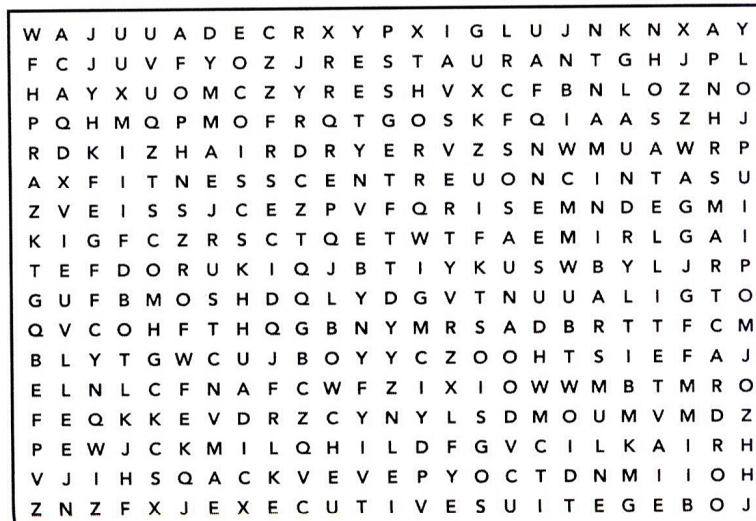 W A J U U A D E C R X Y P X I G L U J N K N X A Y
F C J U V F Y O Z J R E S T A U R A N T G H J P L
H A Y X U O M C Z Y R E S H V X C F B N L O Z N O
P Q H M Q P M O F R Q T G O S K F Q I A A S Z H J
R D K I Z H A I R D R Y E R V Z S N W M U A W R P
A X F I T N E S S C E N T R E U O N C I N T A S U
Z V E I S S J C E Z P V F Q R I S E M N D E G M I
K I G F C Z R S C T Q E T W T F A E M I R L G A I
T E F D O R U K I Q J B T I Y K U S W B Y L J R P
G U F B M O S H D Q L Y D G V T N U U A L I G T O
Q V C O H F T H Q G B N Y M R S A D B R T T F C M
B L Y T G W C U J B O Y Y C Z O O H T S I E F A J
E L N L C F N A F C W F Z I X I O W W M B T M R O
F E Q K K E V D R Z C Y N Y L S D M O U M V M D Z
P E W J C K M I L Q H I L D F G V C I L K A I R H
V J I H S Q A C K V E V E P Y O C T D N M I I O H
Z N Z F X J E X E C U T I V E S U I T E G E B O J